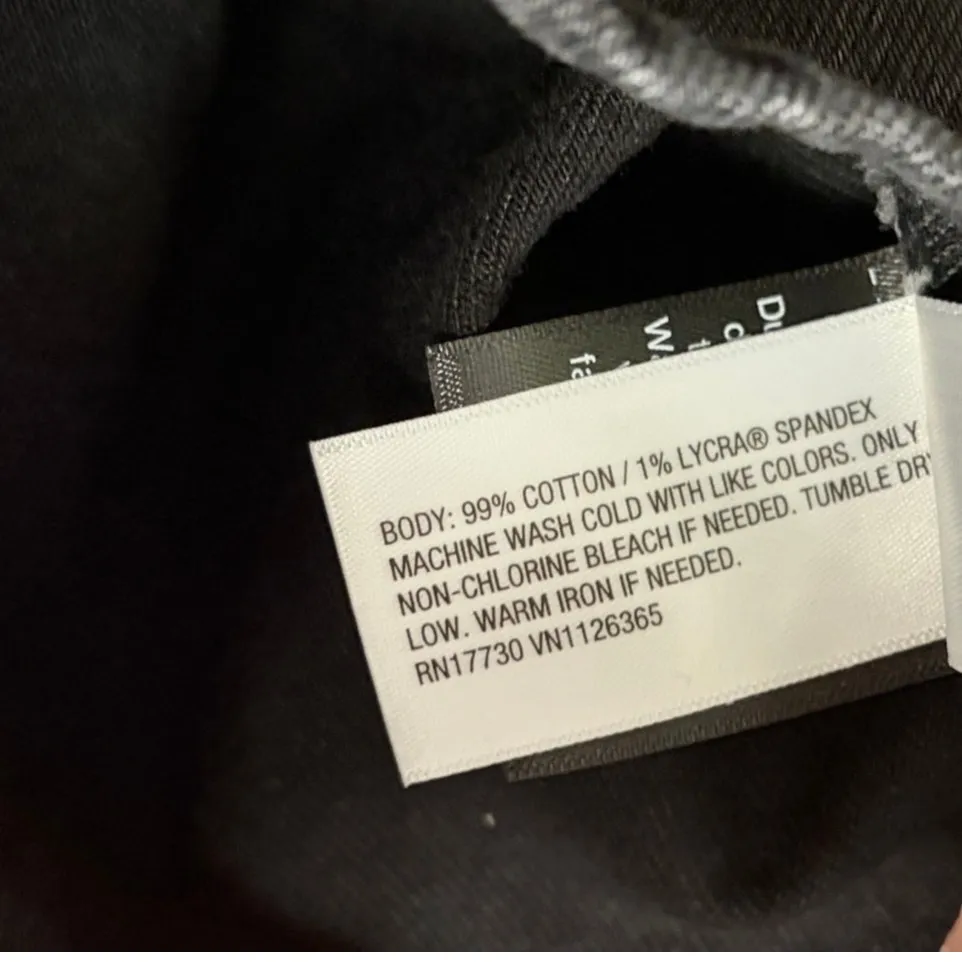 BODY: 99% COTTON / 1% LYCRA® SPANDEX
MACHINE WASH COLD WITH LIKE COLORS. ONLY
NON-CHLORINE BLEACH IF NEEDED. TUMBLE DRY
LOW. WARM IRON IF NEEDED.
RN17730 VN1126365